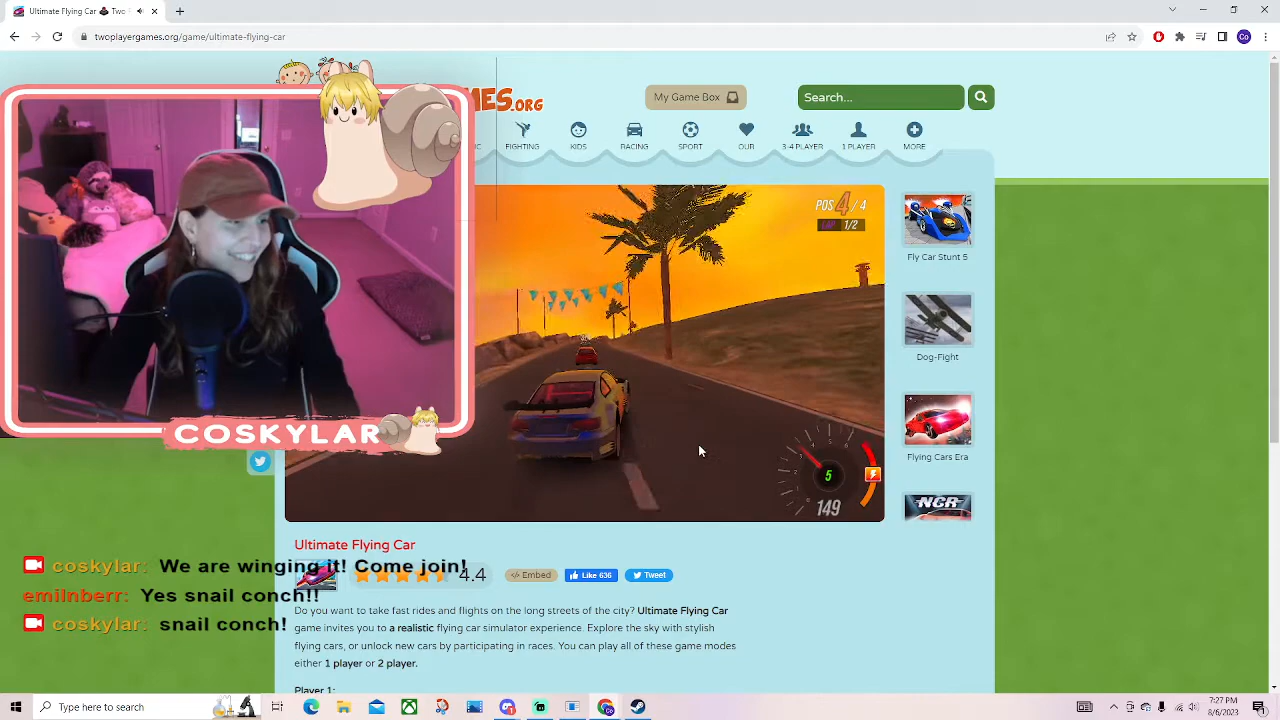 Ultimate Flying Car
Two
twoplayergames.org/game/ultimate-flying-car
Co
MES.ORG
My Game Box
Search...
IC
FIGHTING
KIDS
RACING
SPORT
OUR
3-4 PLAYER
1 PLAYER
MORE
POS 4/4
LAP 1/2
5
149
Fly Car Stunt 5
Dog-Fight
Flying Cars Era
NCR
COSKYLAR
Ultimate Flying Car
4.4
</> Embed
Like 636
Tweet
coskylar: We are winging it! Come join!
emilnberr: Yes snail conch!!
coskylar: snail conch!
Do you want to take fast rides and flights on the long streets of the city? Ultimate Flying Car
game invites you to a realistic flying car simulator experience. Explore the sky with stylish
flying cars, or unlock new cars by participating in races. You can play all of these game modes
either 1 player or 2 player.
Player 1:
Type here to search
7:27 PM
8/6/2023